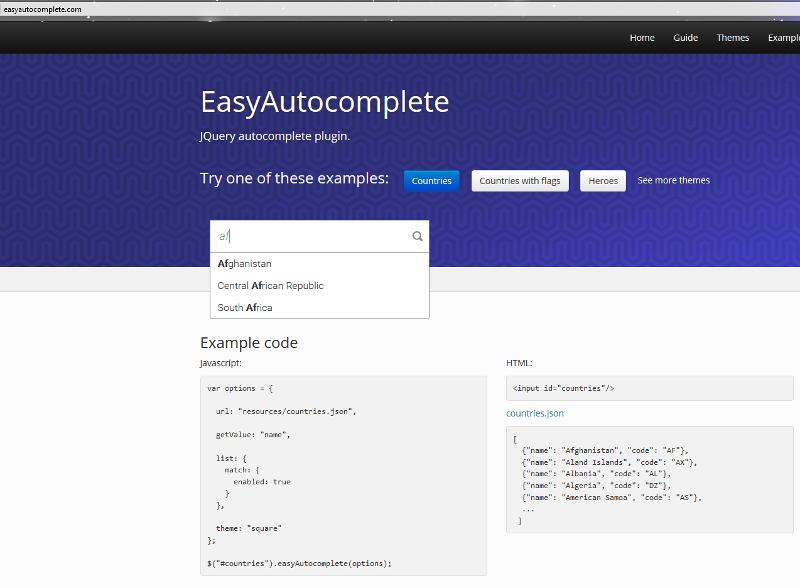 easyautocomplete.com
Home Guide Themes Example
EasyAutocomplete
JQuery autocomplete plugin.
Try one of these examples: Countries Countries with flags Heroes See more themes
af
Afghanistan
Central African Republic
South Africa
Example code
Javascript:
var options = {
url: "resources/countries.json",
getValue: "name",
list: {
match: {
enabled: true
}
},
theme: "square"
};
$("#countries").easyAutocomplete(options);
HTML:
<input id="countries"/>
countries.json
[
{"name": "Afghanistan", "code": "AF"},
{"name": "Aland Islands", "code": "AX"},
{"name": "Albania", "code": "AL"},
{"name": "Algeria", "code": "DZ"},
{"name": "American Samoa", "code": "AS"},
...
]